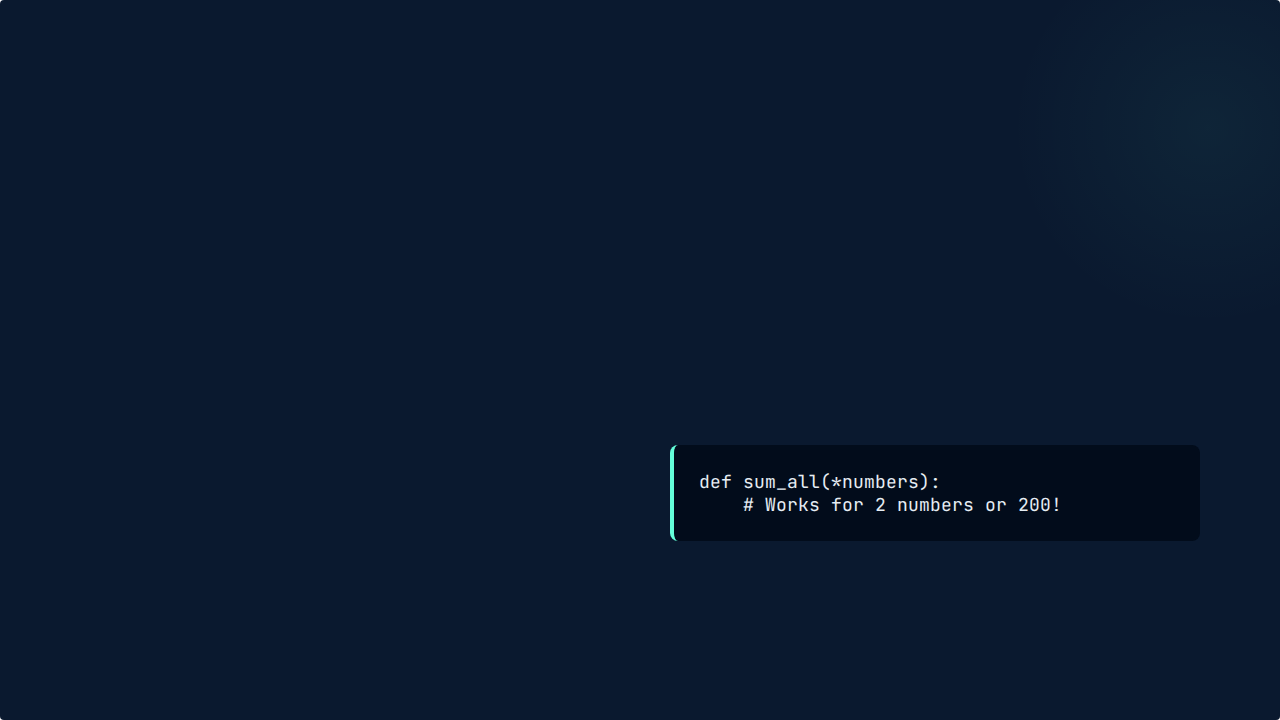 def sum_all(*numbers):
    # Works for 2 numbers or 200!